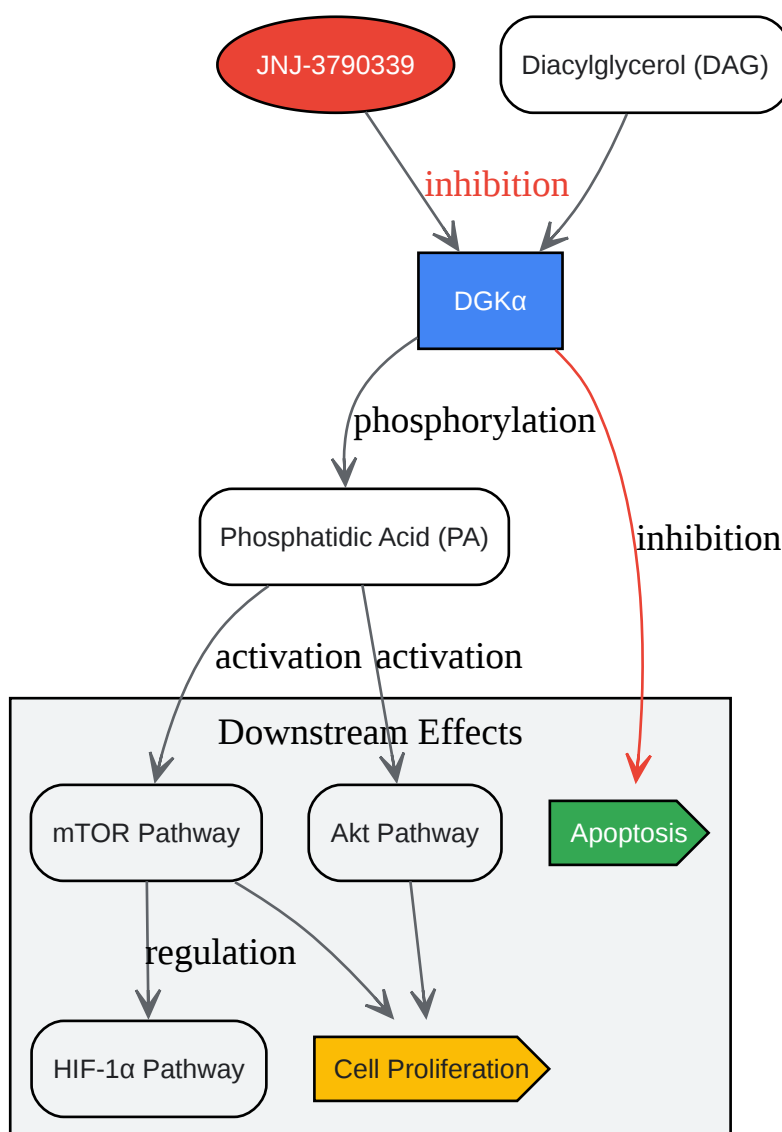 JNJ-3790339
Diacylglycerol (DAG)
inhibition
DGKα
phosphorylation
Phosphatidic Acid (PA)
inhibition
activation
activation
Downstream Effects
mTOR Pathway
Akt Pathway
Apoptosis
regulation
HIF-1α Pathway
Cell Proliferation